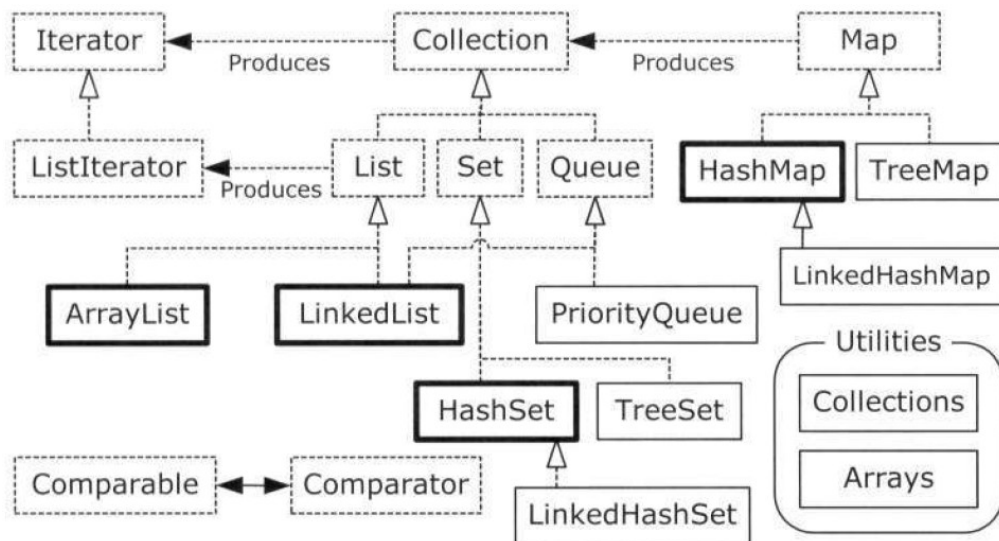 Iterator
Collection
Map
Produces
Produces
ListIterator
List
Set
Queue
HashMap
TreeMap
Produces
ArrayList
LinkedList
PriorityQueue
LinkedHashMap
Utilities
Collections
Arrays
HashSet
TreeSet
Comparable
Comparator
LinkedHashSet